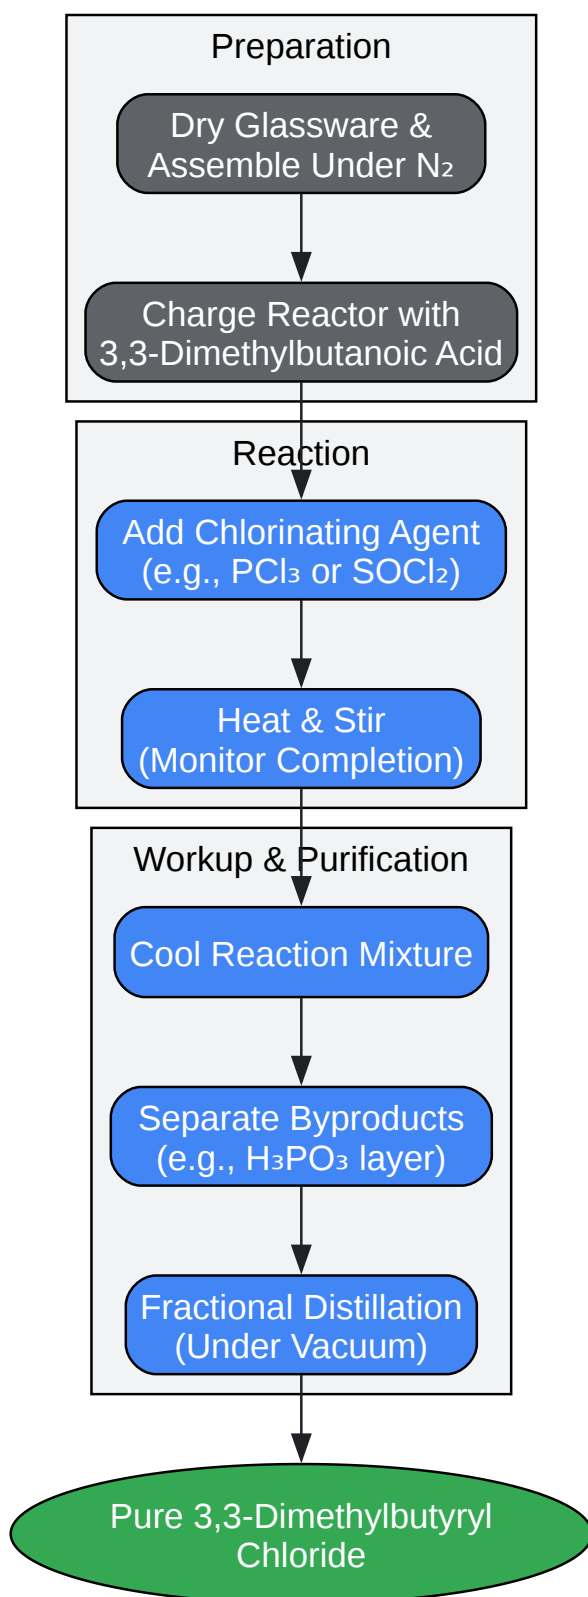 Preparation
Dry Glassware &
Assemble Under N₂
Charge Reactor with
3,3-Dimethylbutanoic Acid
Reaction
Add Chlorinating Agent
(e.g., PCl₃ or SOCl₂)
Heat & Stir
(Monitor Completion)
Workup & Purification
Cool Reaction Mixture
Separate Byproducts
(e.g., H₃PO₃ layer)
Fractional Distillation
(Under Vacuum)
Pure 3,3-Dimethylbutyryl
Chloride